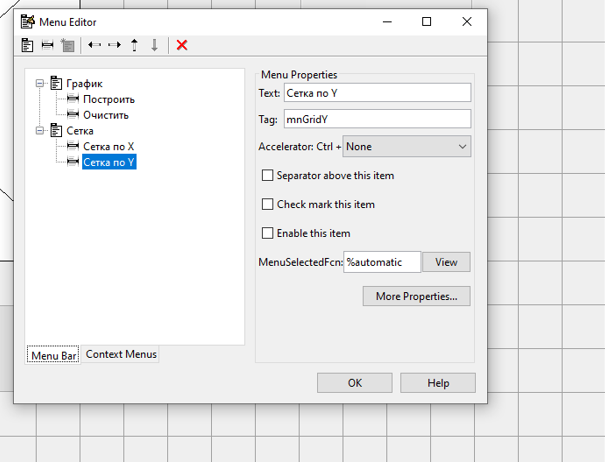 Menu Editor
График
Построить
Очистить
Сетка
Сетка по X
Сетка по Y
Menu Bar
Context Menus
Menu Properties
Text: Сетка по Y
Tag: mnGridY
Accelerator: Ctrl + None
Separator above this item
Check mark this item
Enable this item
MenuSelectedFcn: %automatic View
More Properties...
OK Help